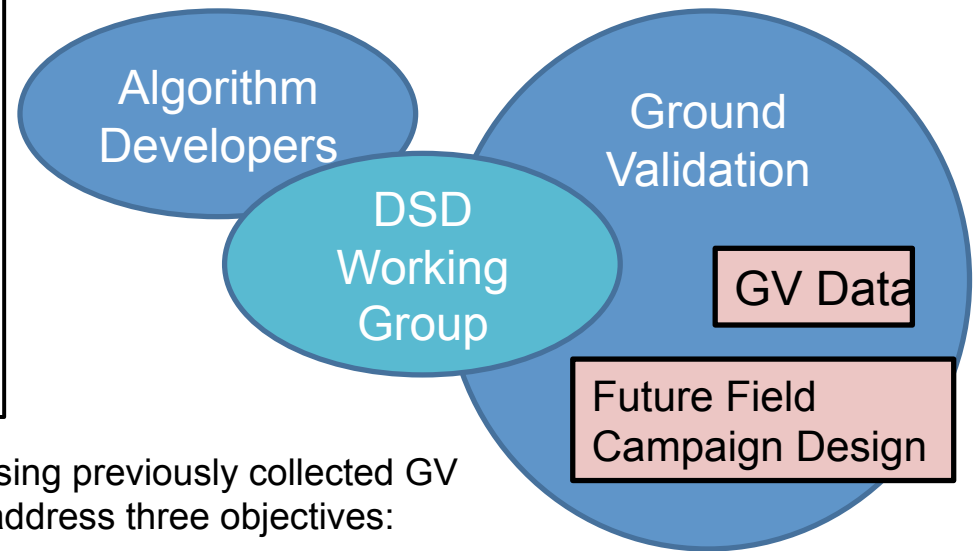 Algorithm
Developers
Ground
Validation
DSD
Working
Group
GV Data
Future Field
Campaign Design
sing previously collected GV
address three objectives: